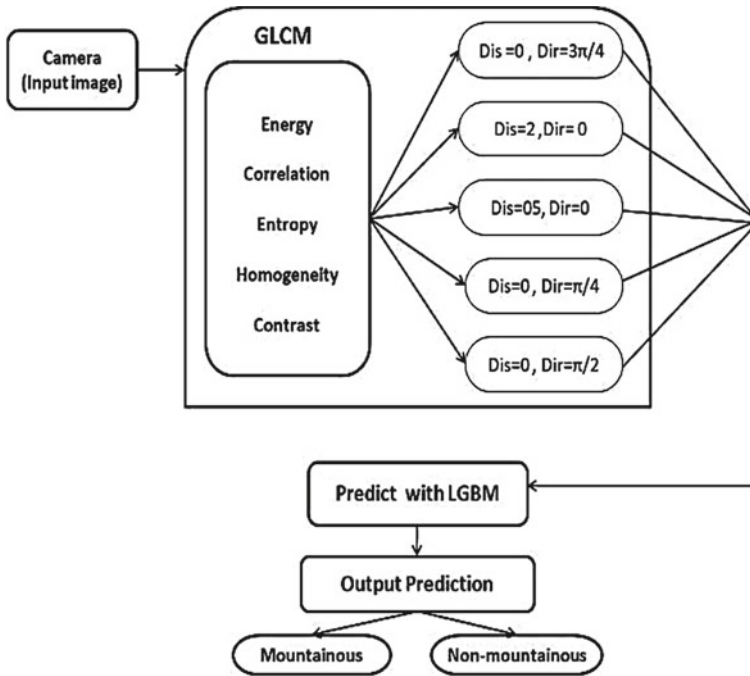 Camera
(Input image)
GLCM
Energy
Correlation
Entropy
Homogeneity
Contrast
Dis =0 , Dir=3π/4
Dis=2,Dir= 0
Dis=05, Dir=0
Dis=0 , Dir=π/4
Dis=0 , Dir=π/2
Predict with LGBM
Output Prediction
Mountainous
Non-mountainous